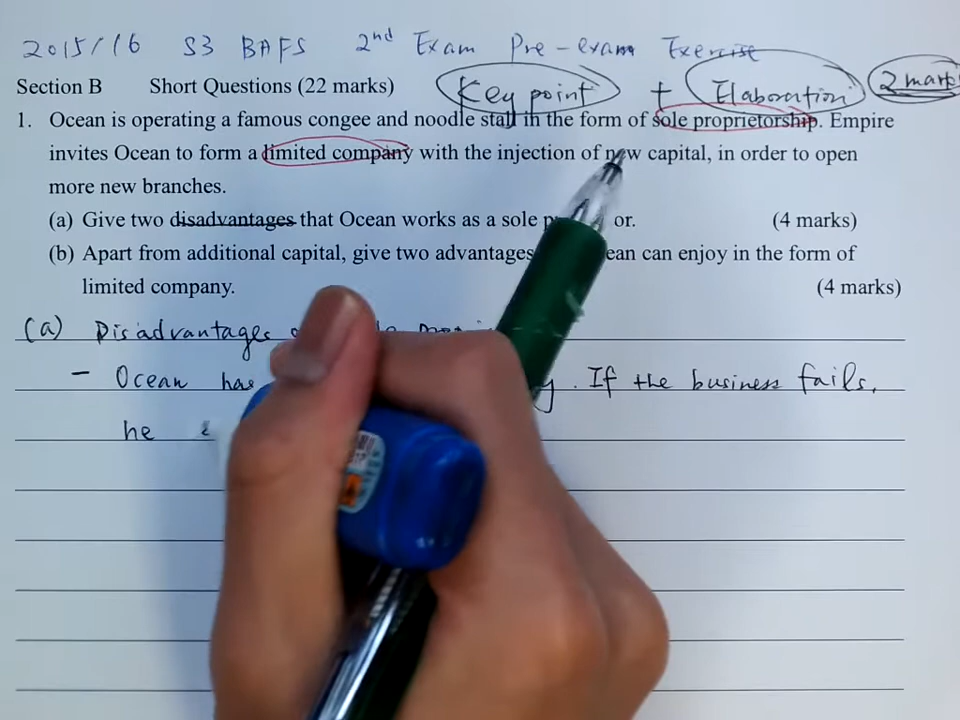 2015/16 S3 BAFS 2nd Exam Pre-exam Exercise
Section B Short Questions (22 marks)
Key point + Elaboration 2 mark
1. Ocean is operating a famous congee and noodle stall in the form of sole proprietorship. Empire
invites Ocean to form a limited company with the injection of new capital, in order to open
more new branches.
(a) Give two disadvantages that Ocean works as a sole or. (4 marks)
(b) Apart from additional capital, give two advantages ean can enjoy in the form of
limited company. (4 marks)
(a) Disadvantages
- Ocean has y. If the business fails,
he